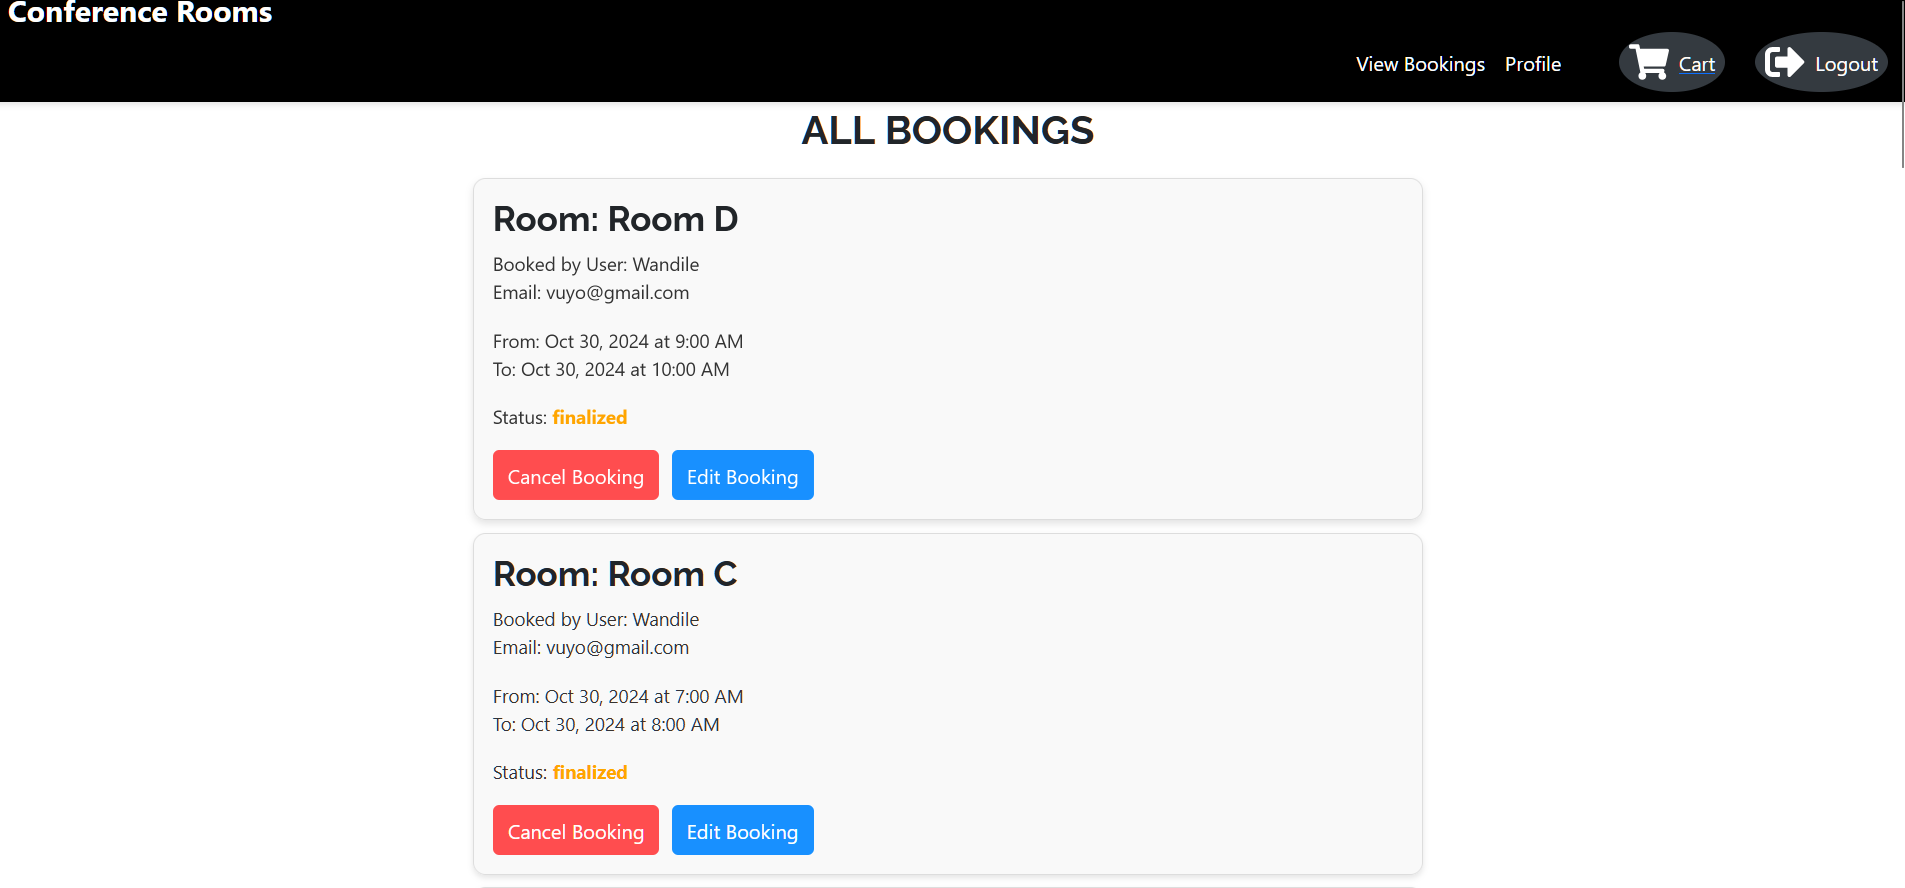 Conference Rooms
View Bookings Profile Cart Logout
ALL BOOKINGS
Room: Room D
Booked by User: Wandile
Email: vuyo@gmail.com
From: Oct 30, 2024 at 9:00 AM
To: Oct 30, 2024 at 10:00 AM
Status: finalized
Cancel Booking Edit Booking
Room: Room C
Booked by User: Wandile
Email: vuyo@gmail.com
From: Oct 30, 2024 at 7:00 AM
To: Oct 30, 2024 at 8:00 AM
Status: finalized
Cancel Booking Edit Booking